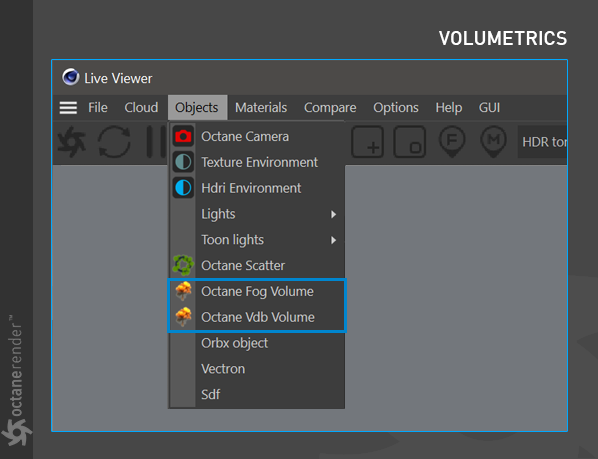 VOLUMETRICS
Live Viewer
File Cloud Objects Materials Compare Options Help GUI
F M HDR ton
Octane Camera
Texture Environment
Hdri Environment
Lights
Toon lights
Octane Scatter
Octane Fog Volume
Octane Vdb Volume
Orbx object
Vectron
Sdf
octanerender™